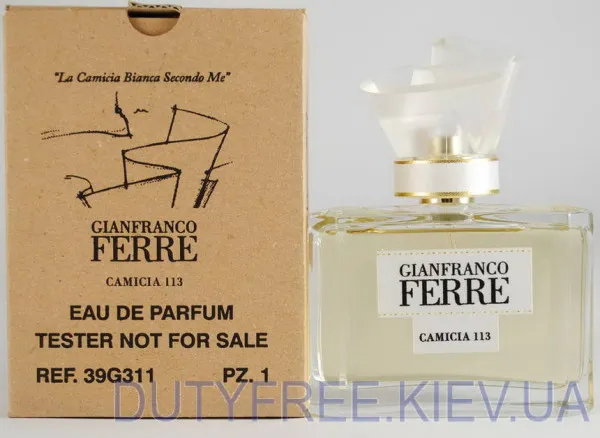 "La Camicia Bianca Secondo Me"
GIANFRANCO
FERRE
CAMICIA 113
EAU DE PARFUM
TESTER NOT FOR SALE
REF. 39G311 PZ. 1
GIANFRANCO
FERRE
CAMICIA 113
DUTYFREE.KIEV.UA